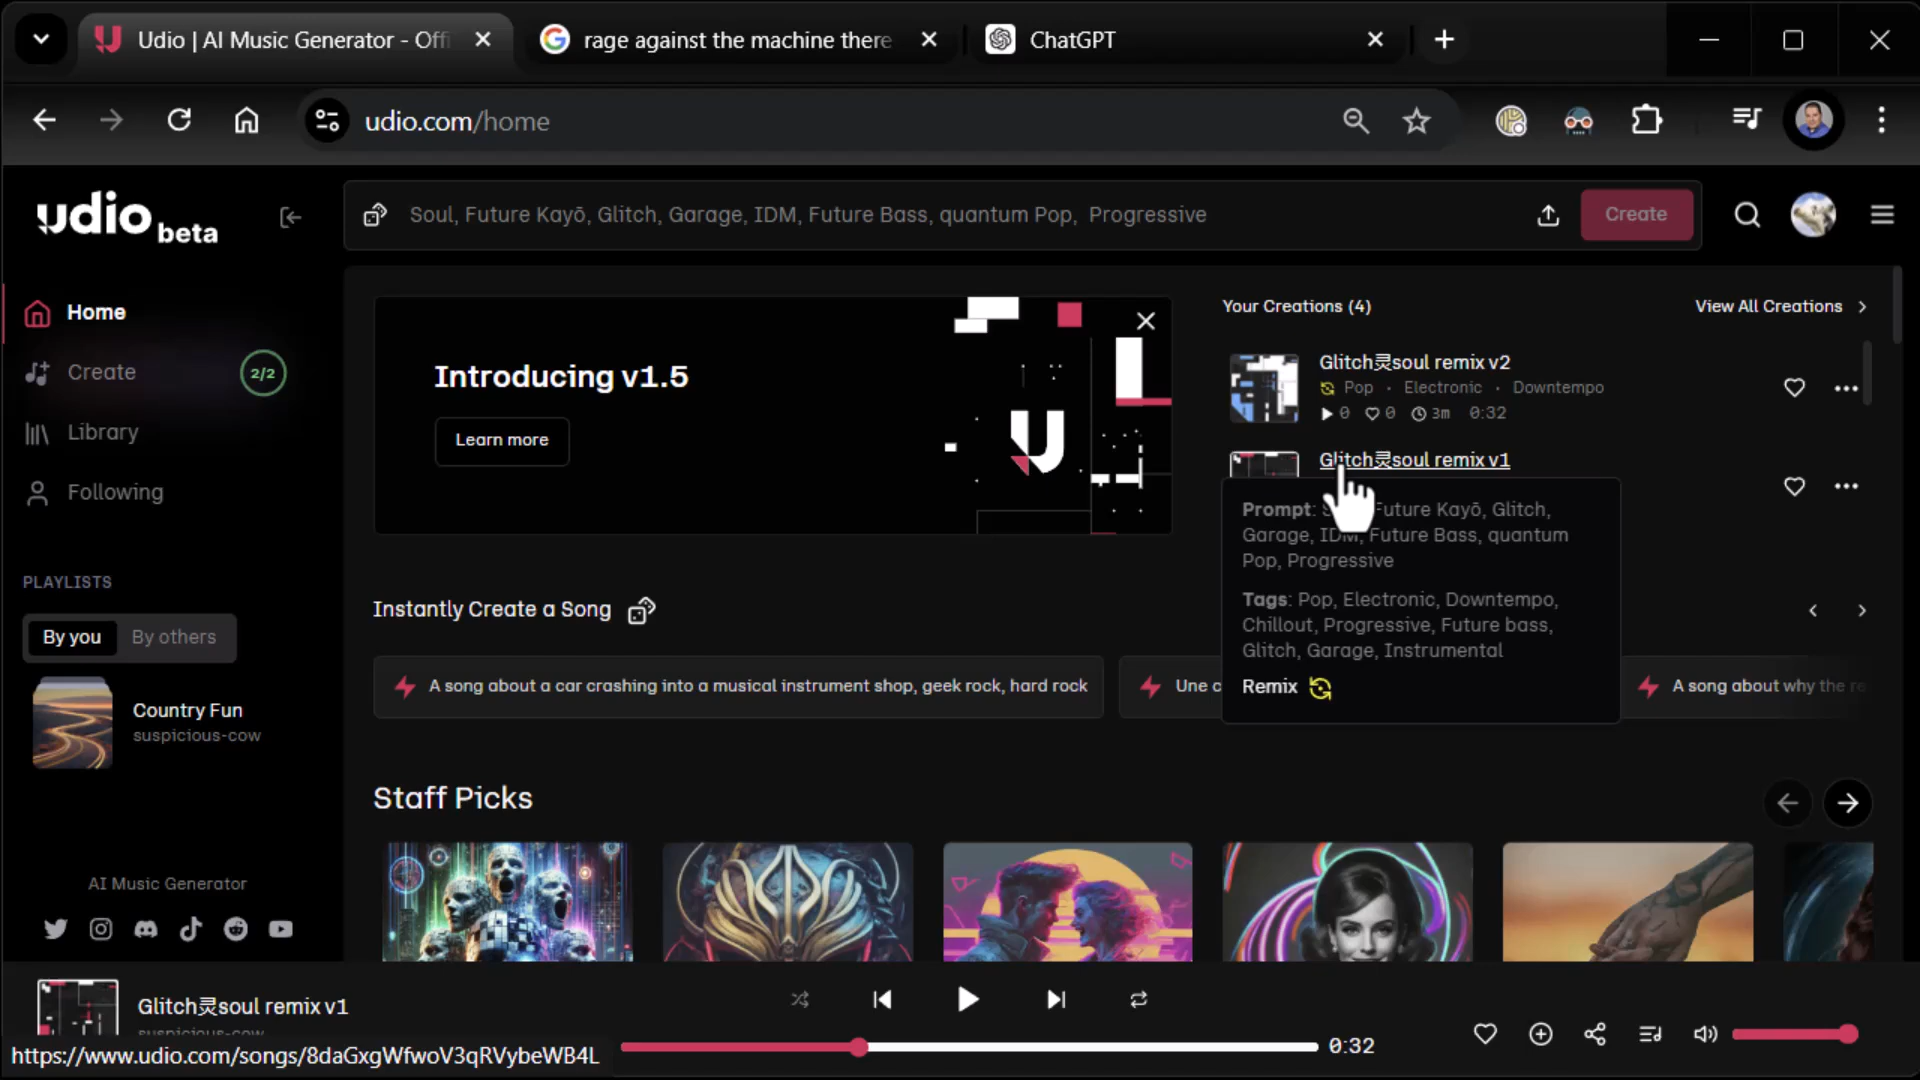 Udio | AI Music Generator - Offi
rage against the machine there
ChatGPT
udio.com/home
udio beta
Soul, Future Kayō, Glitch, Garage, IDM, Future Bass, quantum Pop, Progressive
Create
Home
Create
2/2
Library
Following
PLAYLISTS
By you
By others
Country Fun
suspicious-cow
AI Music Generator
Introducing v1.5
Learn more
Your Creations (4)
View All Creations
Glitch灵soul remix v2
Pop • Electronic • Downtempo
0 0 3m 0:32
Glitch灵soul remix v1
Prompt: Future Kayō, Glitch,
Garage, IDM, Future Bass, quantum
Pop, Progressive
Tags: Pop, Electronic, Downtempo,
Chillout, Progressive, Future bass,
Glitch, Garage, Instrumental
Remix
Instantly Create a Song
A song about a car crashing into a musical instrument shop, geek rock, hard rock
Une
A song about why the
Staff Picks
Glitch灵soul remix v1
suspicious-cow
0:32
https://www.udio.com/songs/8daGxgWfwoV3qRVybeWB4L